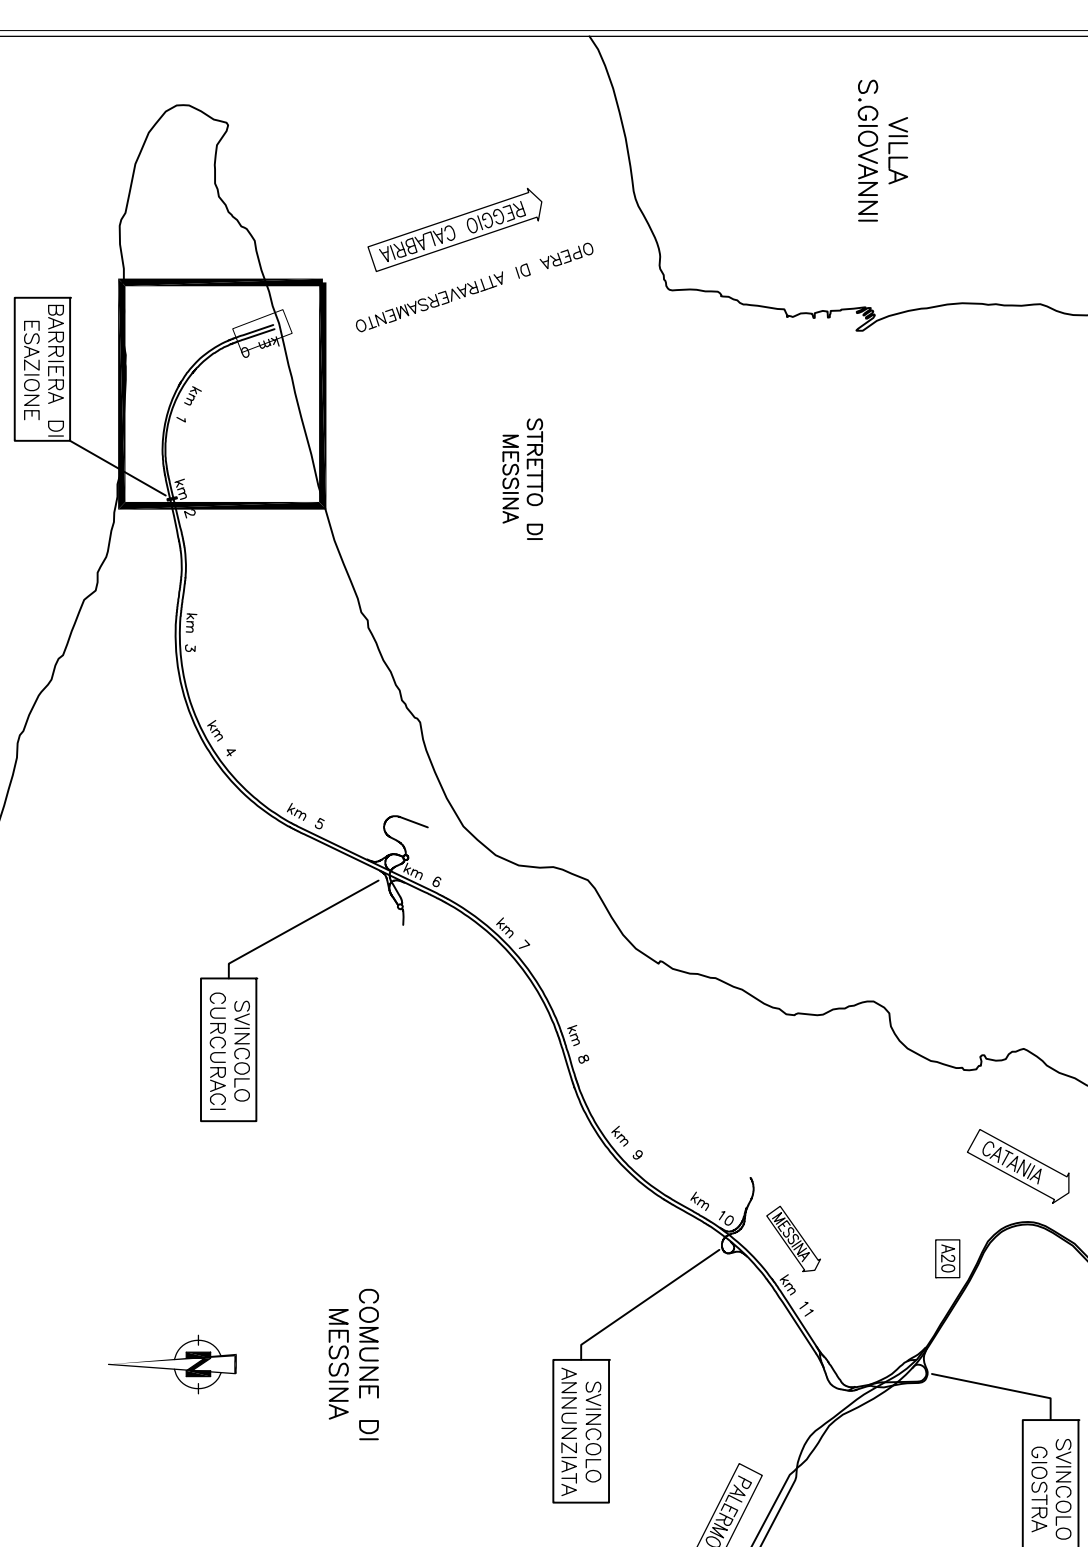 VILLA
S.GIOVANNI
REGGIO CALABRIA
OPERA DI ATTRAVERSAMENTO
STRETTO DI
MESSINA
BARRIERA DI
ESAZIONE
km 0
km 1
km 2
km 3
km 4
km 5
km 6
km 7
km 8
km 9
km 10
km 11
SVINCOLO
CURCURACI
CATANIA
MESSINA
A20
SVINCOLO
ANNUNZIATA
SVINCOLO
GIOSTRA
PALERMO
COMUNE DI
MESSINA
N